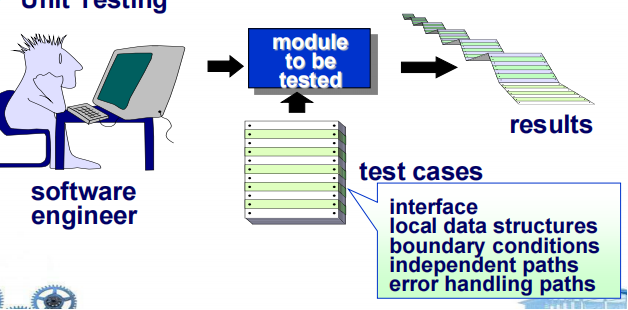 Unit Testing
module
to be
tested
results
test cases
software
engineer
interface
local data structures
boundary conditions
independent paths
error handling paths